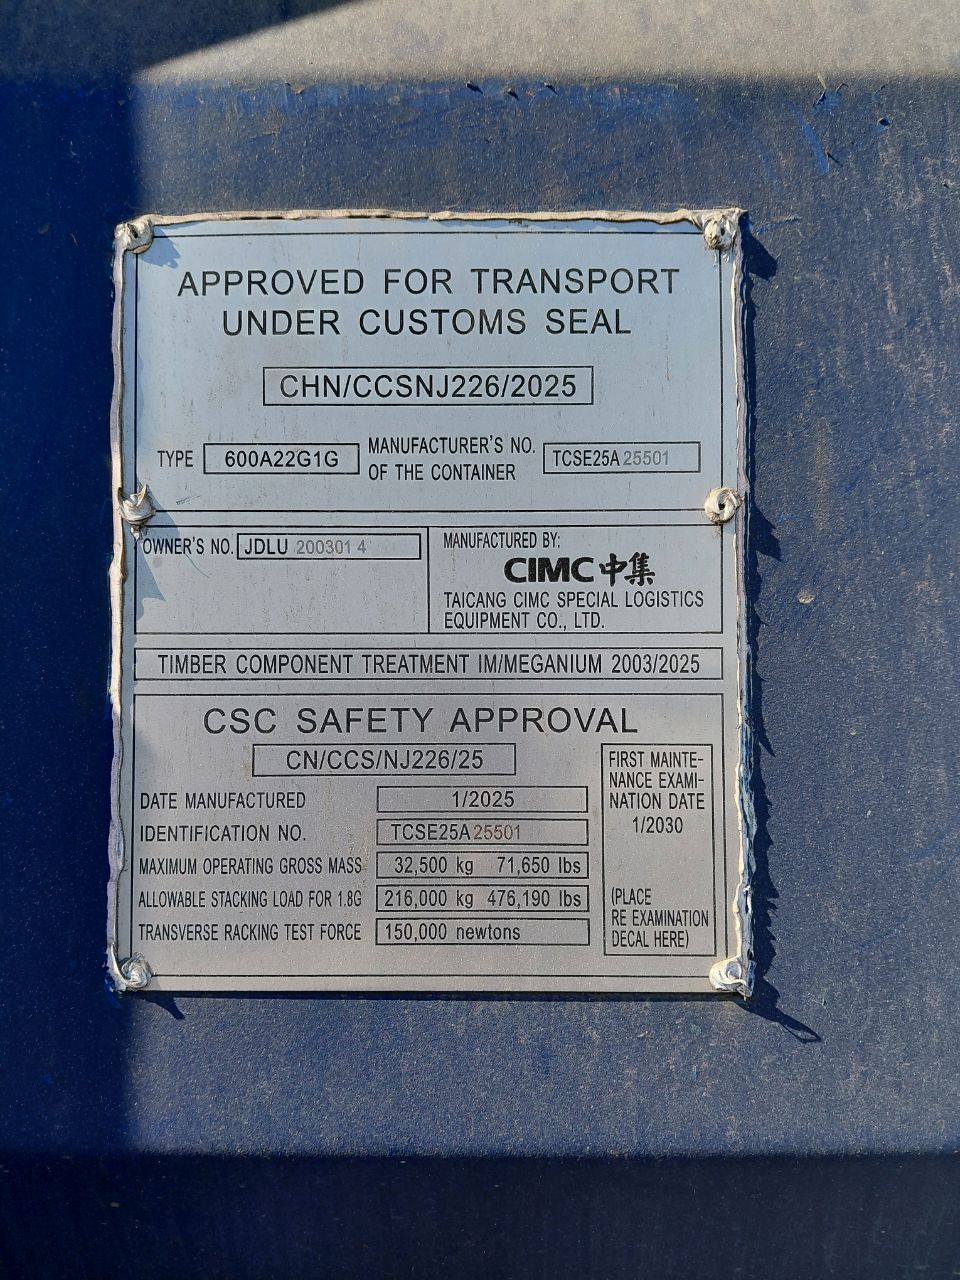 APPROVED FOR TRANSPORT
UNDER CUSTOMS SEAL
CHN/CCSNJ226/2025
TYPE 600A22G1G MANUFACTURER'S NO. OF THE CONTAINER TCSE25A 25501
OWNER'S NO. JDLU 200301 4
MANUFACTURED BY:
CIMC 中集
TAICANG CIMC SPECIAL LOGISTICS
EQUIPMENT CO., LTD.
TIMBER COMPONENT TREATMENT IM/MEGANIUM 2003/2025
CSC SAFETY APPROVAL
CN/CCS/NJ226/25
DATE MANUFACTURED 1/2025
IDENTIFICATION NO. TCSE25A 25501
MAXIMUM OPERATING GROSS MASS 32,500 kg 71,650 lbs
ALLOWABLE STACKING LOAD FOR 1.8G 216,000 kg 476,190 lbs
TRANSVERSE RACKING TEST FORCE 150,000 newtons
FIRST MAINTE-
NANCE EXAMI-
NATION DATE
1/2030
(PLACE
RE EXAMINATION
DECAL HERE)